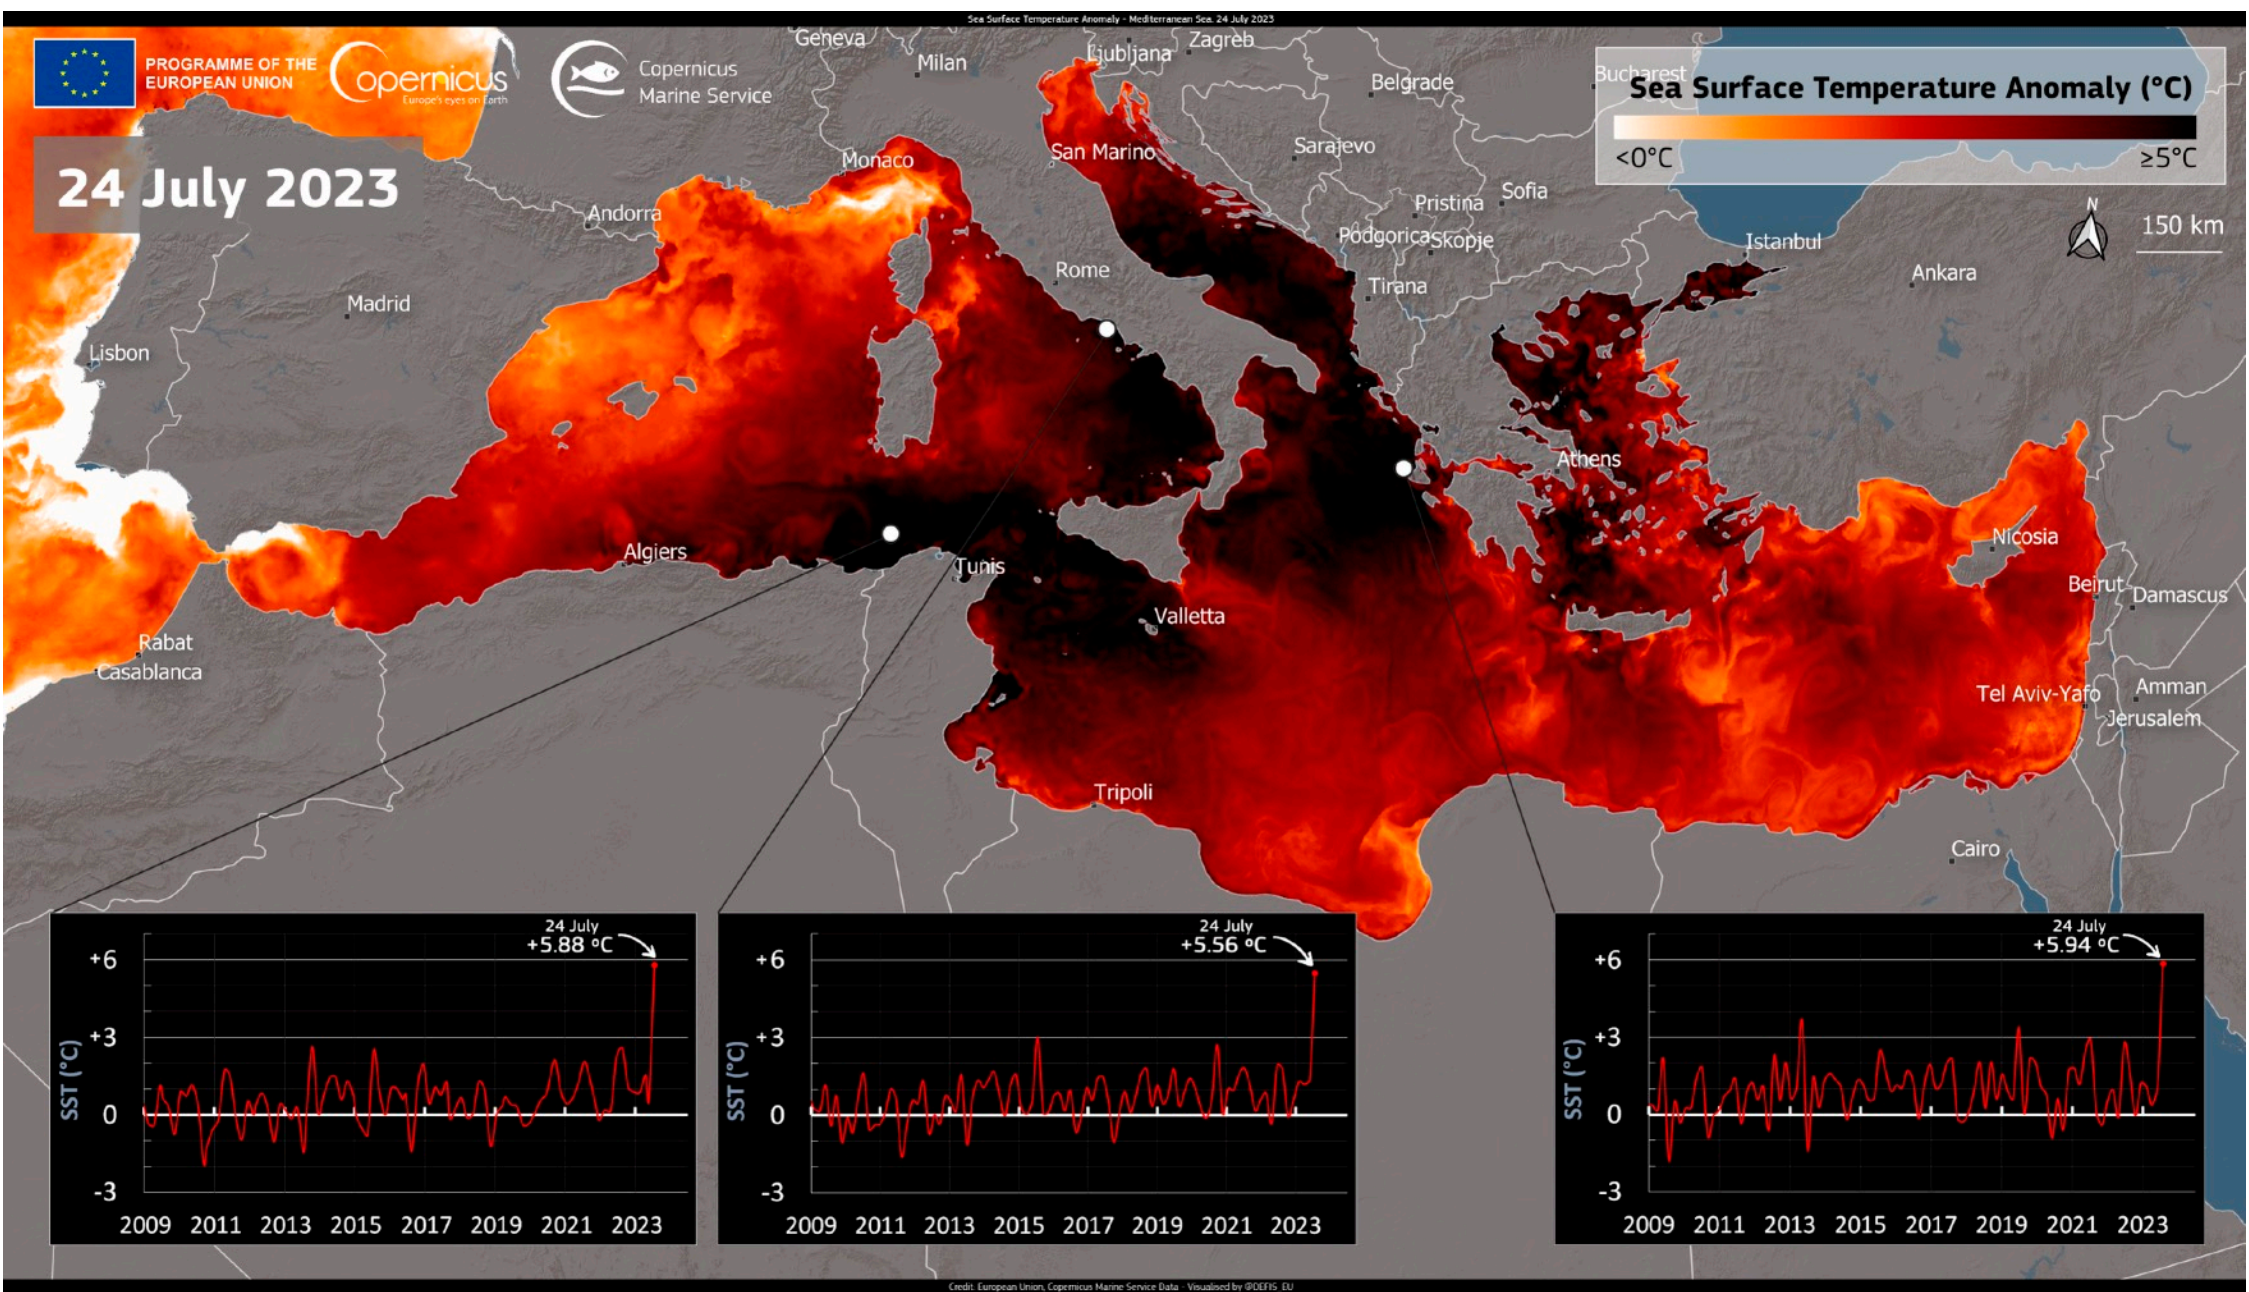 Sea Surface Temperature Anomaly - Mediterranean Sea, 24 July 2023
PROGRAMME OF THE
EUROPEAN UNION
Copernicus
Europe's eyes on Earth
Copernicus
Marine Service
24 July 2023
Sea Surface Temperature Anomaly (°C)
<0°C
≥5°C
N
150 km
Geneva
Milan
Ljubljana
Zagreb
Belgrade
Bucharest
Monaco
San Marino
Sarajevo
Andorra
Pristina
Sofia
Podgorica
Skopje
Istanbul
Rome
Tirana
Ankara
Madrid
Lisbon
Athens
Algiers
Tunis
Nicosia
Beirut
Damascus
Valletta
Rabat
Casablanca
Tel Aviv-Yafo
Amman
Jerusalem
Tripoli
Cairo
24 July
+5.88 °C
+6
+3
0
-3
SST (°C)
2009 2011 2013 2015 2017 2019 2021 2023
24 July
+5.56 °C
+6
+3
0
-3
SST (°C)
2009 2011 2013 2015 2017 2019 2021 2023
24 July
+5.94 °C
+6
+3
0
-3
SST (°C)
2009 2011 2013 2015 2017 2019 2021 2023
Credit: European Union, Copernicus Marine Service Data - Visualised by @DEFIS_EU